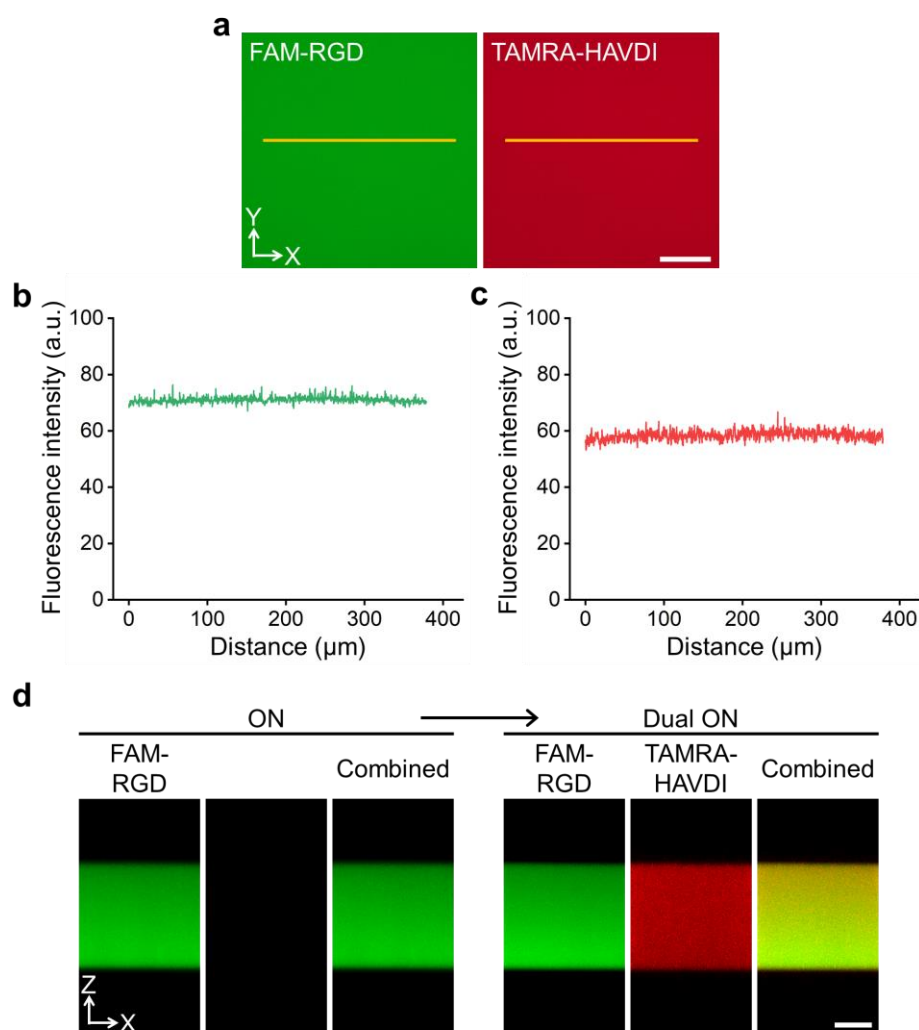 a
FAM-RGD
TAMRA-HAVDI
Y
X
b
Fluorescence intensity (a.u.)
100
80
60
40
20
0
0 100 200 300 400
Distance (µm)
c
Fluorescence intensity (a.u.)
100
80
60
40
20
0
0 100 200 300 400
Distance (µm)
d
ON
Dual ON
FAM-
RGD
Combined
FAM-
RGD
TAMRA-
HAVDI
Combined
Z
X